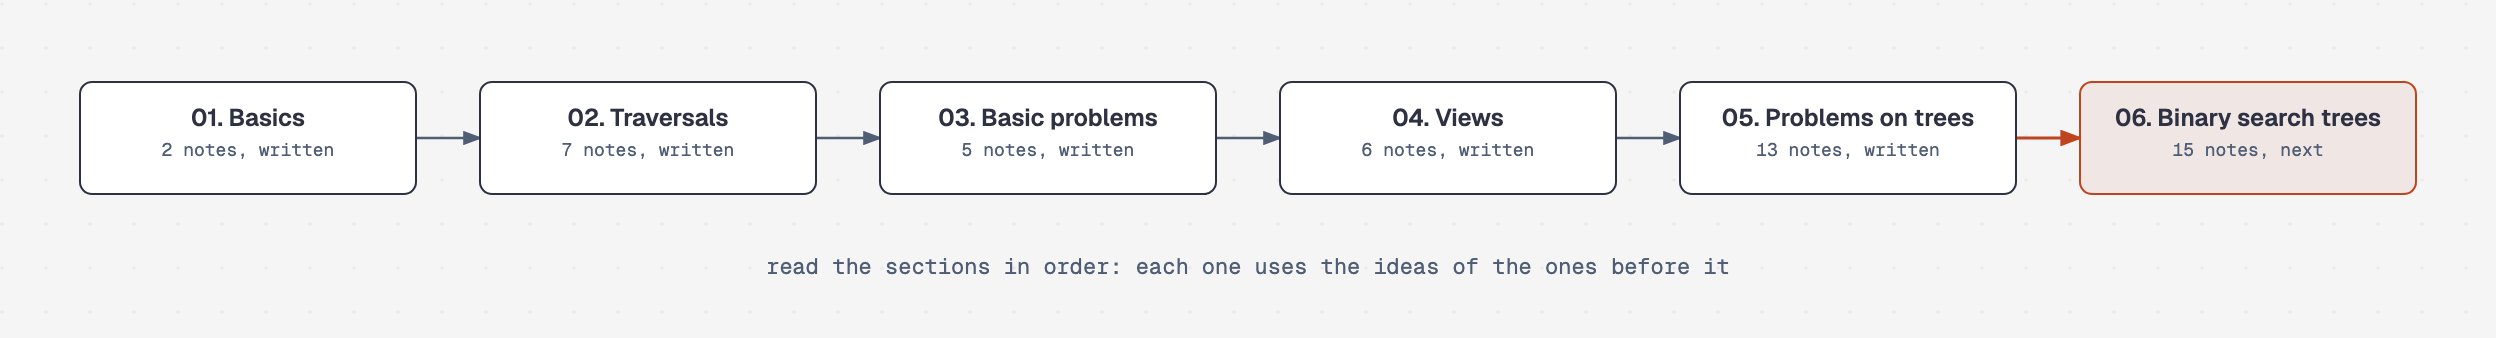 01. Basics
2 notes, written
02. Traversals
7 notes, written
03. Basic problems
5 notes, written
04. Views
6 notes, written
05. Problems on trees
13 notes, written
06. Binary search trees
15 notes, next
read the sections in order: each one uses the ideas of the ones before it